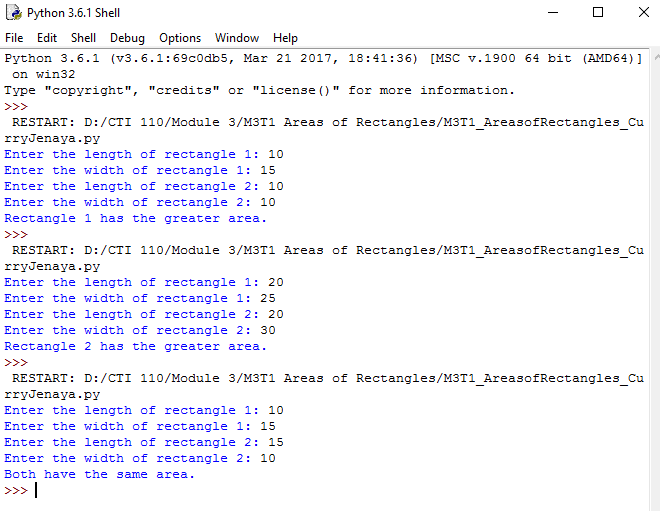 Python 3.6.1 Shell
File Edit Shell Debug Options Window Help
Python 3.6.1 (v3.6.1:69c0db5, Mar 21 2017, 18:41:36) [MSC v.1900 64 bit (AMD64)]
 on win32
Type "copyright", "credits" or "license()" for more information.
>>>
 RESTART: D:/CTI 110/Module 3/M3T1 Areas of Rectangles/M3T1_AreasofRectangles_Cu
rryJenaya.py
Enter the length of rectangle 1: 10
Enter the width of rectangle 1: 15
Enter the length of rectangle 2: 10
Enter the width of rectangle 2: 10
Rectangle 1 has the greater area.
>>>
 RESTART: D:/CTI 110/Module 3/M3T1 Areas of Rectangles/M3T1_AreasofRectangles_Cu
rryJenaya.py
Enter the length of rectangle 1: 20
Enter the width of rectangle 1: 25
Enter the length of rectangle 2: 20
Enter the width of rectangle 2: 30
Rectangle 2 has the greater area.
>>>
 RESTART: D:/CTI 110/Module 3/M3T1 Areas of Rectangles/M3T1_AreasofRectangles_Cu
rryJenaya.py
Enter the length of rectangle 1: 10
Enter the width of rectangle 1: 15
Enter the length of rectangle 2: 15
Enter the width of rectangle 2: 10
Both have the same area.
>>>